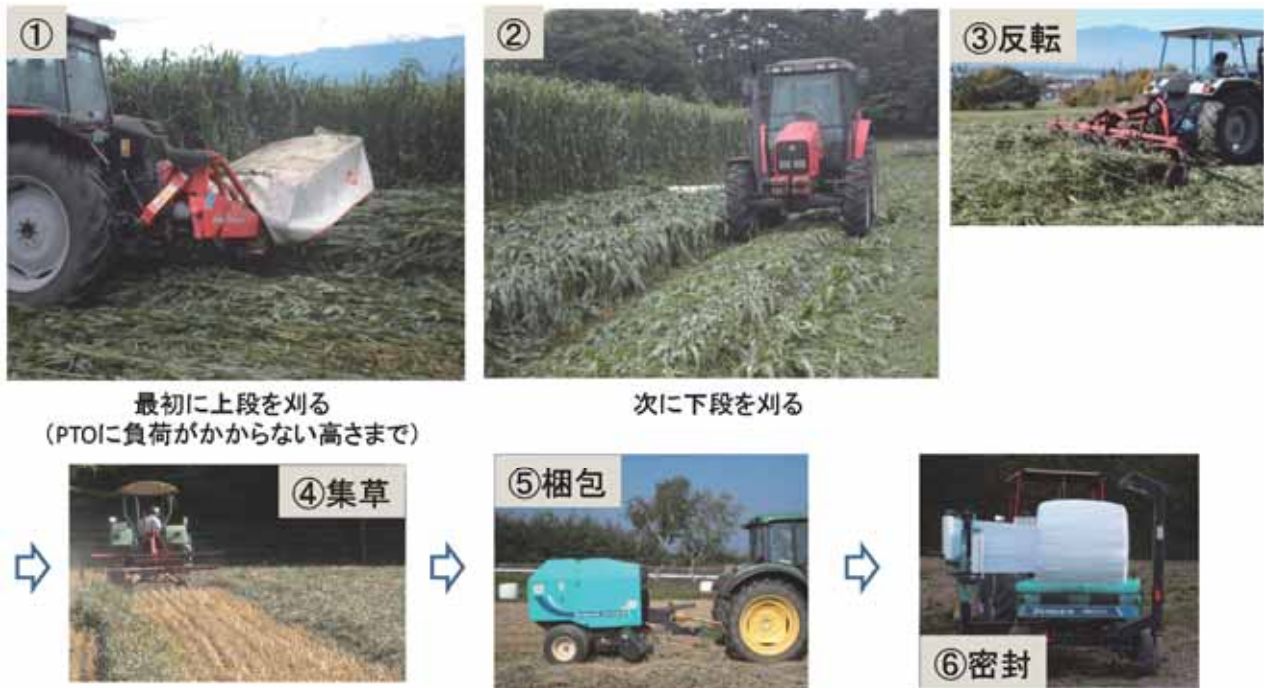 ①
②
③反転
最初に上段を刈る
(PTOに負荷がかからない高さまで)
次に下段を刈る
④集草
⑤梱包
⑥密封